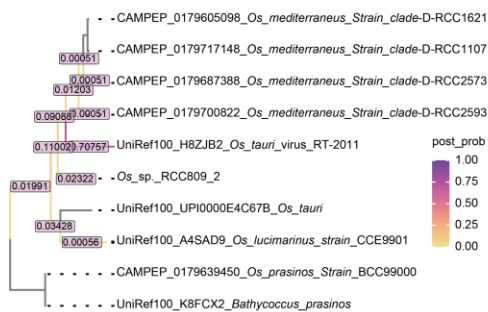 CAMPEP_0179605098_Os_mediterraneus_Strain_clade-D-RCC1621
CAMPEP_0179717148_Os_mediterraneus_Strain_clade-D-RCC1107
0.00051
CAMPEP_0179687388_Os_mediterraneus_Strain_clade-D-RCC2573
0.00051
0.01203
CAMPEP_0179700822_Os_mediterraneus_Strain_clade-D-RCC2593
0.00051
0.09088
UniRef100_H8ZJB2_Os_tauri_virus_RT-2011
0.11002
0.70757
post_prob
1.00
0.75
0.50
0.25
0.00
Os_sp._RCC809_2
0.02322
0.01991
UniRef100_UPI0000E4C67B_Os_tauri
0.03428
UniRef100_A4SAD9_Os_lucimarinus_strain_CCE9901
0.00056
CAMPEP_0179639450_Os_prasinos_Strain_BCC99000
UniRef100_K8FCX2_Bathycoccus_prasinos